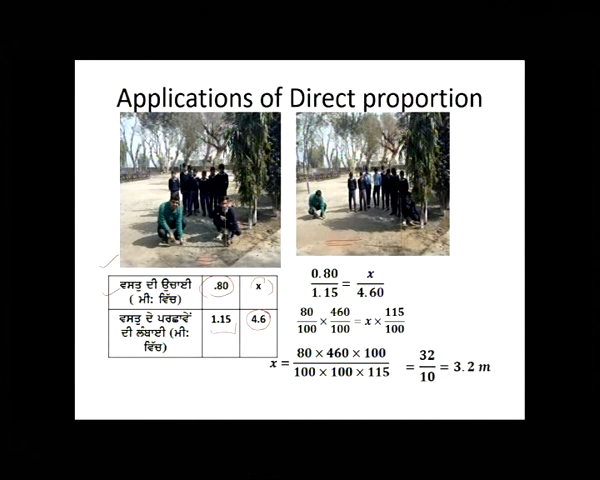 Applications of Direct proportion
ਵਸਤੂ ਦੀ ਉਚਾਈ ( ਮੀ: ਵਿੱਚ) .80 x
ਵਸਤੂ ਦੇ ਪਰਛਾਵੇਂ ਦੀ ਲੰਬਾਈ (ਮੀ: ਵਿੱਚ) 1.15 4.6
0.80/1.15 = x/4.60
80/100 × 460/100 = x × 115/100
x = 80 × 460 × 100/100 × 100 × 115 = 32/10 = 3.2 m